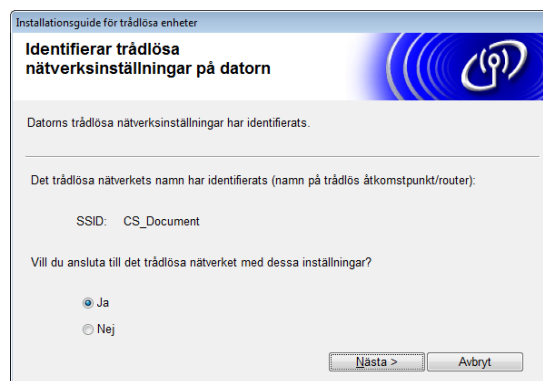 Installationsguide för trådlösa enheter
Identifierar trådlösa
nätverksinställningar på datorn
Datorns trådlösa nätverksinställningar har identifierats.
Det trådlösa nätverkets namn har identifierats (namn på trådlös åtkomstpunkt/router):
SSID: CS_Document
Vill du ansluta till det trådlösa nätverket med dessa inställningar?
Ja
Nej
Nästa > Avbryt